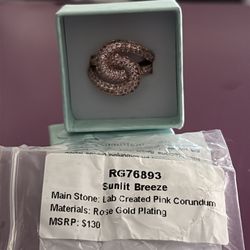 RG76893
Sunlit Breeze
Main Stone: Lab Created Pink Corundum
Materials: Rose Gold Plating
MSRP: $130